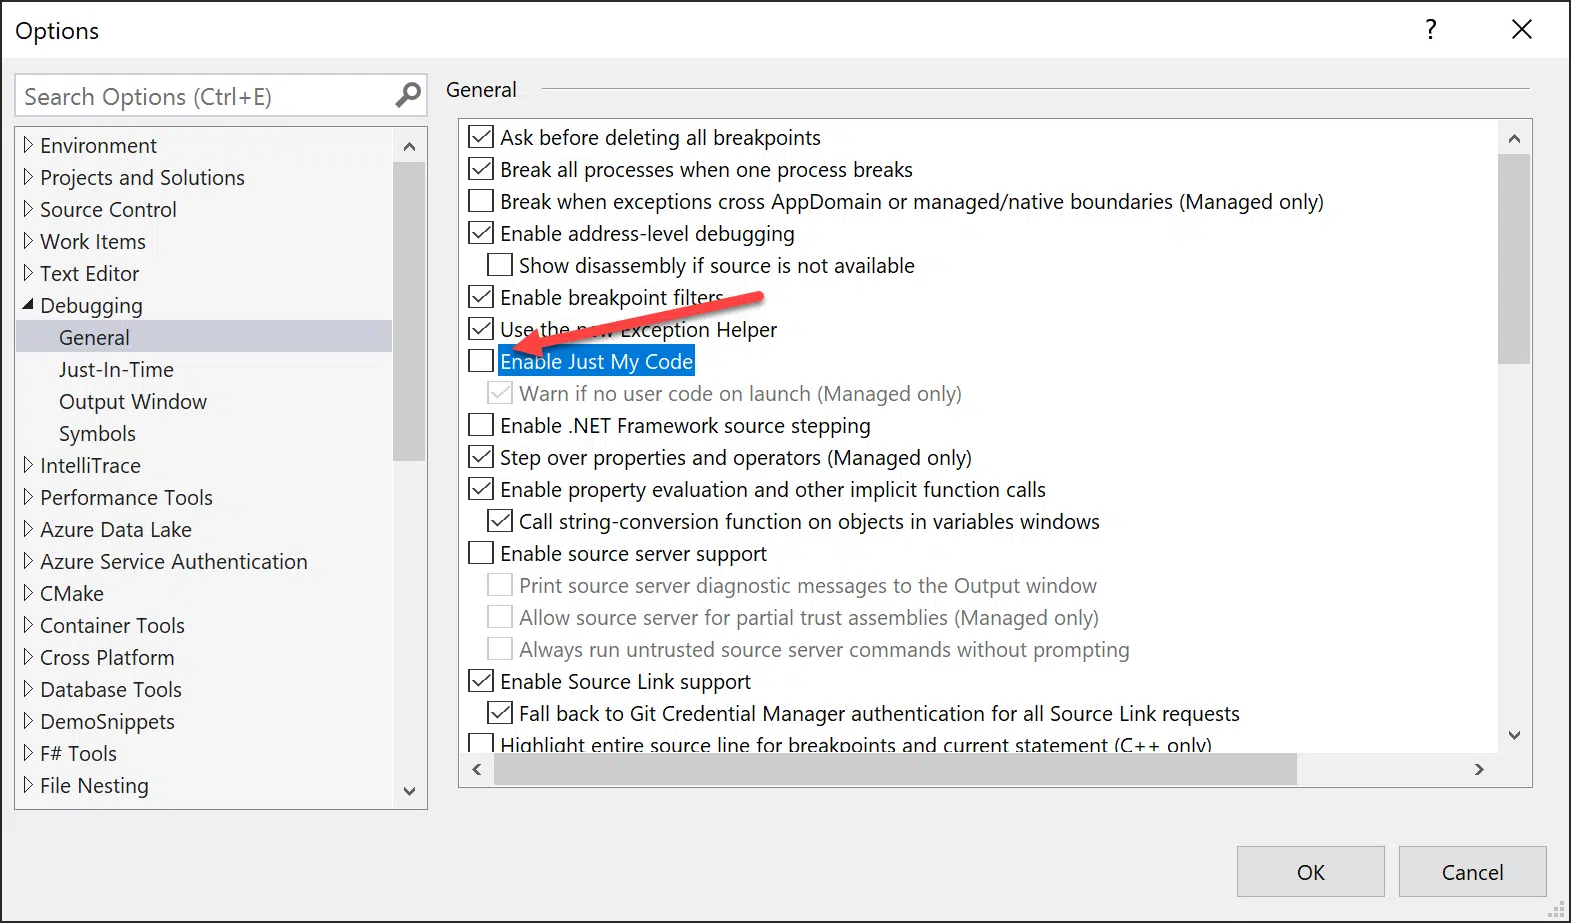 Options
?
Search Options (Ctrl+E)
Environment
Projects and Solutions
Source Control
Work Items
Text Editor
Debugging
General
Just-In-Time
Output Window
Symbols
IntelliTrace
Performance Tools
Azure Data Lake
Azure Service Authentication
CMake
Container Tools
Cross Platform
Database Tools
DemoSnippets
F# Tools
File Nesting
General
Ask before deleting all breakpoints
Break all processes when one process breaks
Break when exceptions cross AppDomain or managed/native boundaries (Managed only)
Enable address-level debugging
Show disassembly if source is not available
Enable breakpoint filters
Use the new Exception Helper
Enable Just My Code
Warn if no user code on launch (Managed only)
Enable .NET Framework source stepping
Step over properties and operators (Managed only)
Enable property evaluation and other implicit function calls
Call string-conversion function on objects in variables windows
Enable source server support
Print source server diagnostic messages to the Output window
Allow source server for partial trust assemblies (Managed only)
Always run untrusted source server commands without prompting
Enable Source Link support
Fall back to Git Credential Manager authentication for all Source Link requests
Highlight entire source line for breakpoints and current statement (C++ only)
OK
Cancel